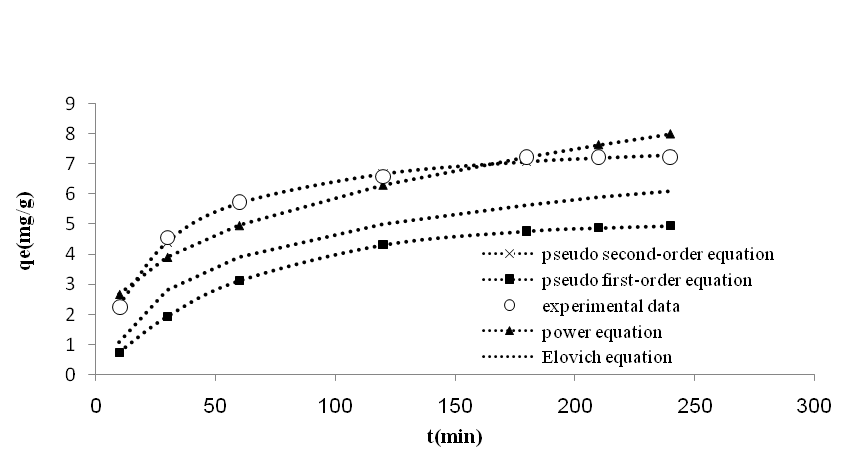 9
8
7
6
5
4
3
2
1
0
qe(mg/g)
pseudo second-order equation
pseudo first-order equation
experimental data
power equation
Elovich equation
0 50 100 150 200 250 300
t(min)